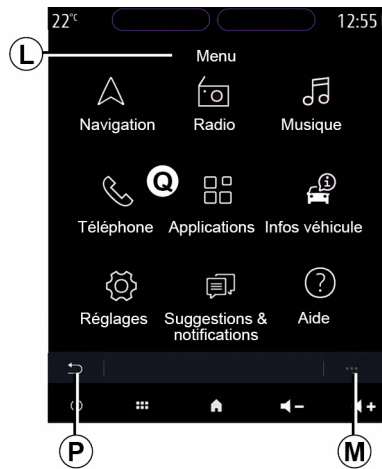 22°C 12:55
L
Menu
Navigation Radio Musique
Q
Téléphone Applications Infos véhicule
Réglages Suggestions & notifications Aide
P M